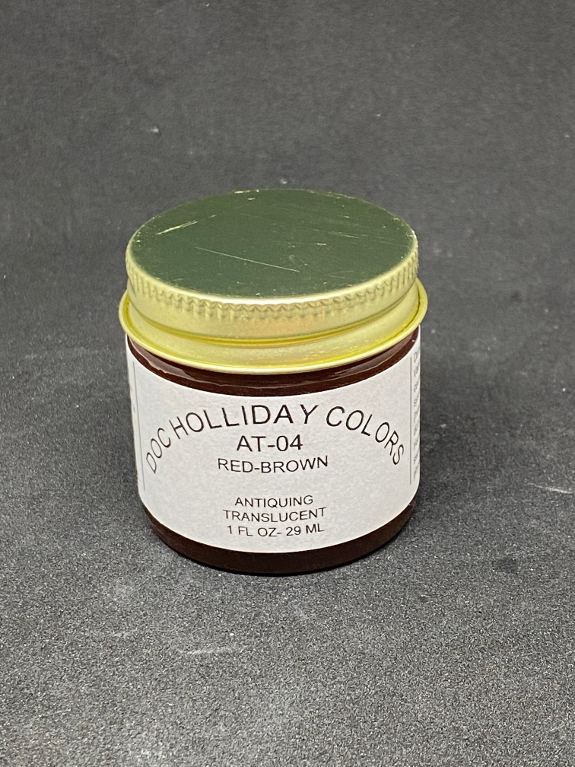 DOC HOLLIDAY COLORS
AT-04
RED-BROWN
ANTIQUING
TRANSLUCENT
1 FL OZ- 29 ML